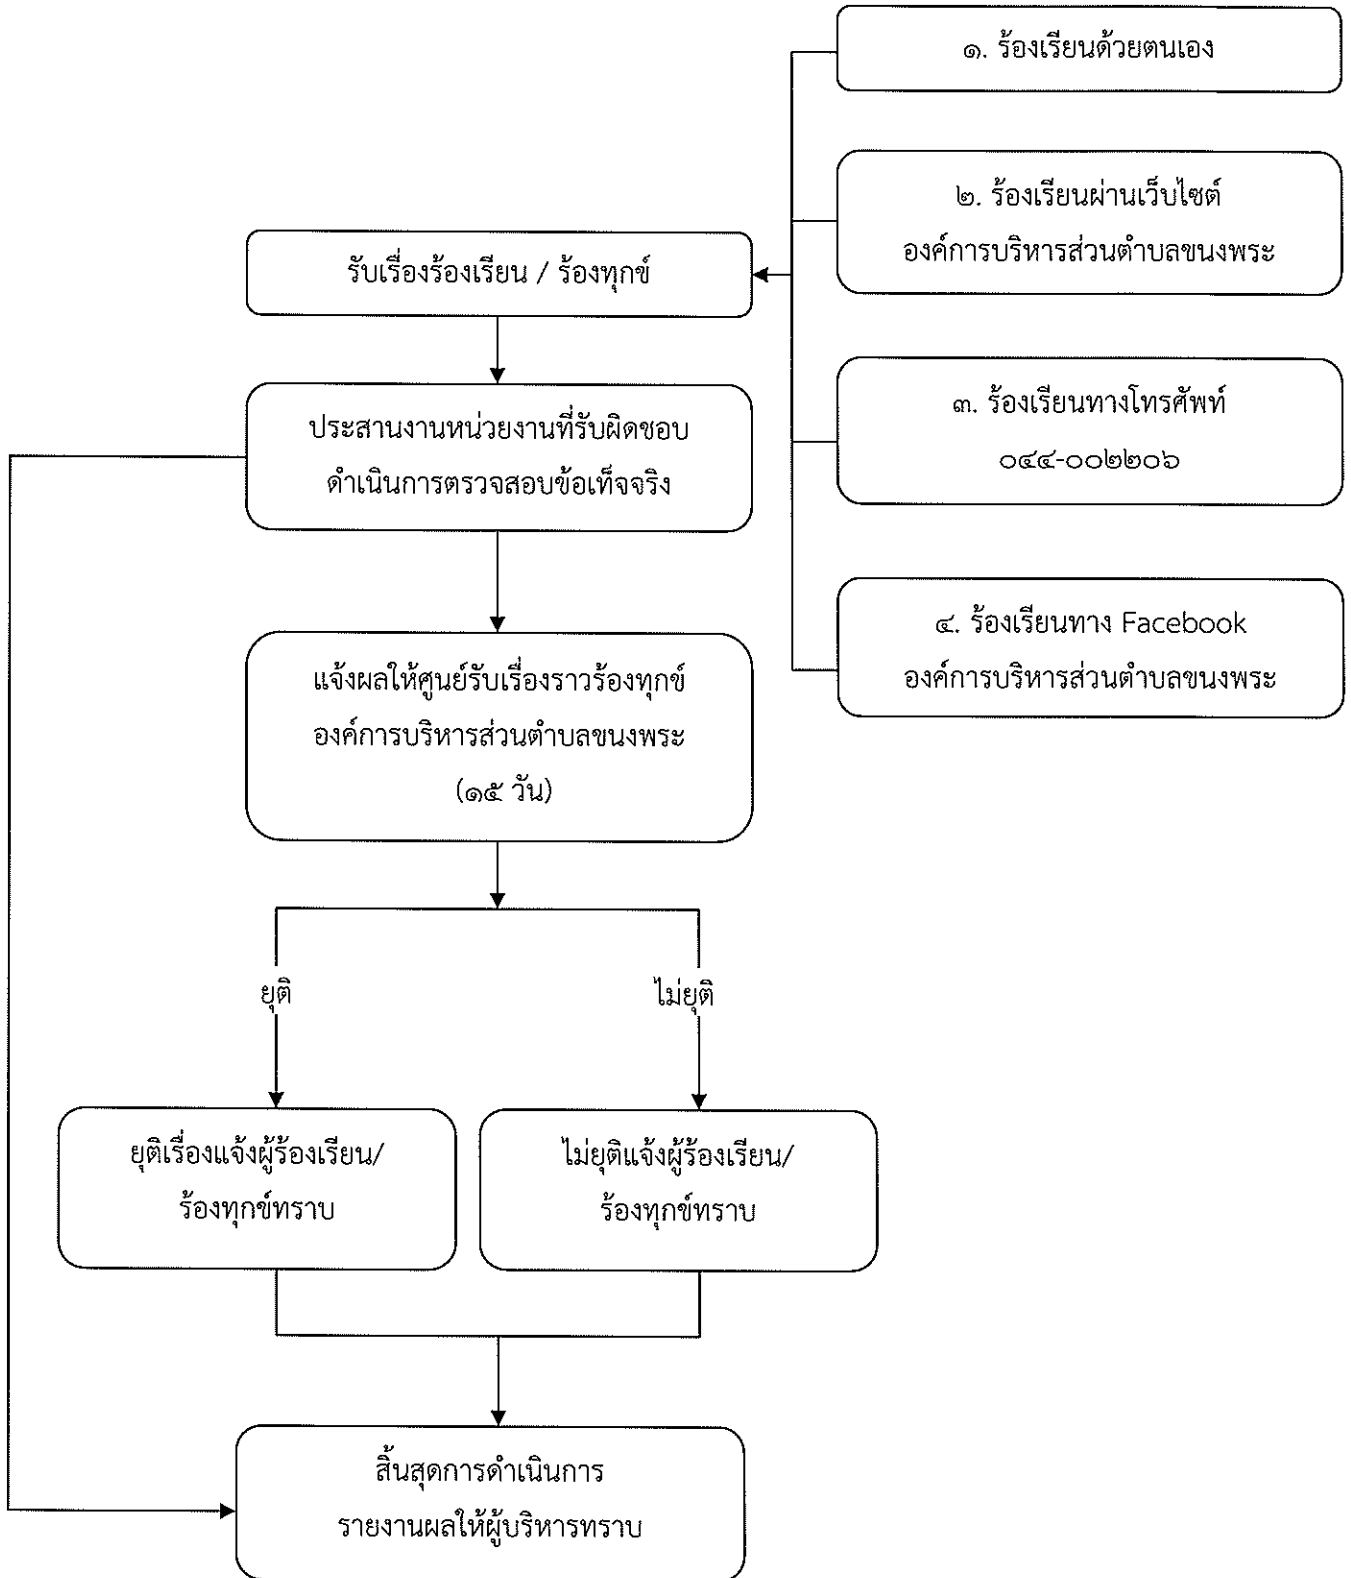 ๑. ร้องเรียนด้วยตนเอง
๒. ร้องเรียนผ่านเว็บไซต์
องค์การบริหารส่วนตำบลขนงพระ
รับเรื่องร้องเรียน / ร้องทุกข์
๓. ร้องเรียนทางโทรศัพท์
๐๔๔-๐๐๒๒๐๖
ประสานงานหน่วยงานที่รับผิดชอบ
ดำเนินการตรวจสอบข้อเท็จจริง
๔. ร้องเรียนทาง Facebook
องค์การบริหารส่วนตำบลขนงพระ
แจ้งผลให้ศูนย์รับเรื่องราวร้องทุกข์
องค์การบริหารส่วนตำบลขนงพระ
(๑๕ วัน)
ยุติ
ไม่ยุติ
ยุติเรื่องแจ้งผู้ร้องเรียน/
ร้องทุกข์ทราบ
ไม่ยุติแจ้งผู้ร้องเรียน/
ร้องทุกข์ทราบ
สิ้นสุดการดำเนินการ
รายงานผลให้ผู้บริหารทราบ